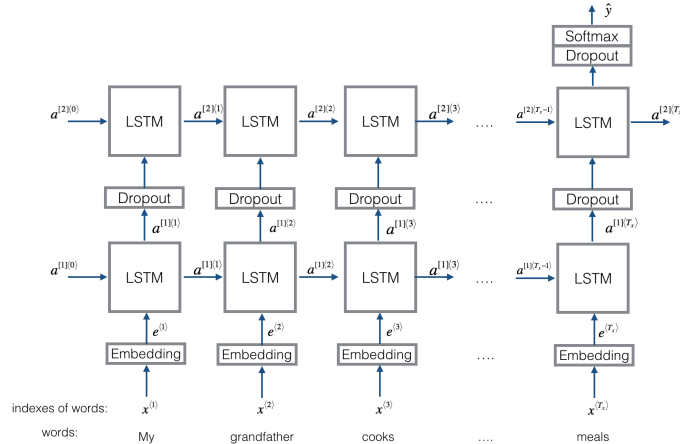 ŷ
Softmax
Dropout
a[2]⟨0⟩ LSTM a[2]⟨1⟩ LSTM a[2]⟨2⟩ LSTM a[2]⟨3⟩ .... a[2]⟨Tx−1⟩ LSTM a[2]⟨Tx
Dropout Dropout Dropout .... Dropout
a[1]⟨1⟩ a[1]⟨2⟩ a[1]⟨3⟩ a[1]⟨Tx⟩
a[1]⟨0⟩ LSTM a[1]⟨1⟩ LSTM a[1]⟨2⟩ LSTM a[1]⟨3⟩ .... a[1]⟨Tx−1⟩ LSTM
e⟨1⟩ e⟨2⟩ e⟨3⟩ e⟨Tx⟩
Embedding Embedding Embedding .... Embedding
indexes of words: x⟨1⟩ x⟨2⟩ x⟨3⟩ x⟨Tx⟩
words: My grandfather cooks .... meals